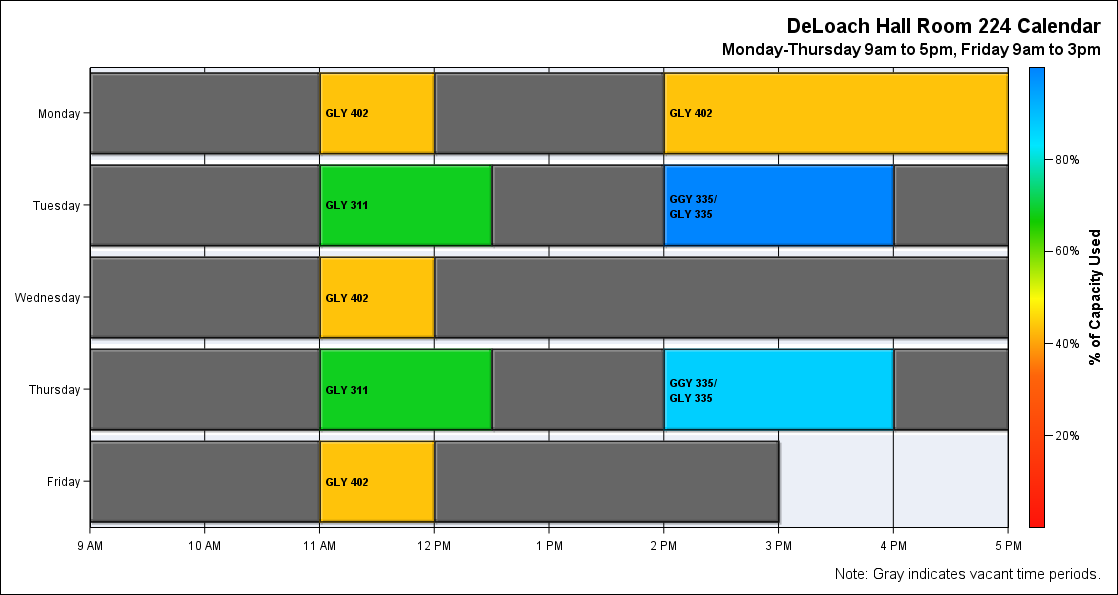 DeLoach Hall Room 224 Calendar
Monday-Thursday 9am to 5pm, Friday 9am to 3pm
Monday
GLY 402
GLY 402
Tuesday
GLY 311
GGY 335/
GLY 335
Wednesday
GLY 402
Thursday
GLY 311
GGY 335/
GLY 335
Friday
GLY 402
9 AM
10 AM
11 AM
12 PM
1 PM
2 PM
3 PM
4 PM
5 PM
80%
60%
40%
20%
% of Capacity Used
Note: Gray indicates vacant time periods.